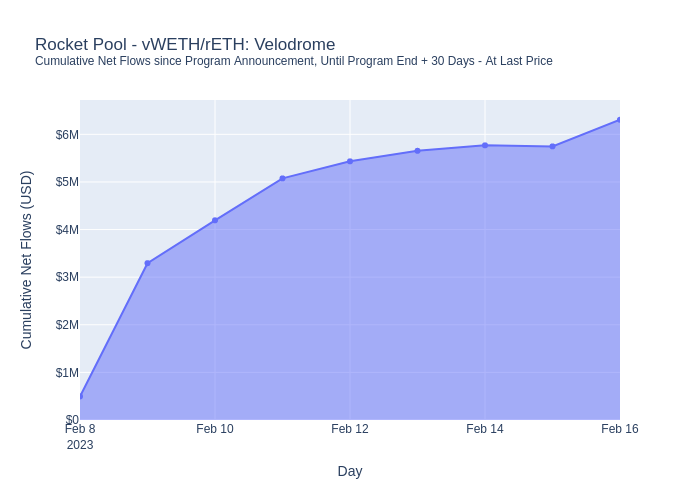 Rocket Pool - vWETH/rETH: Velodrome
Cumulative Net Flows since Program Announcement, Until Program End + 30 Days - At Last Price
Cumulative Net Flows (USD)
$6M
$5M
$4M
$3M
$2M
$1M
$0
Feb 8
2023
Feb 10
Feb 12
Feb 14
Feb 16
Day